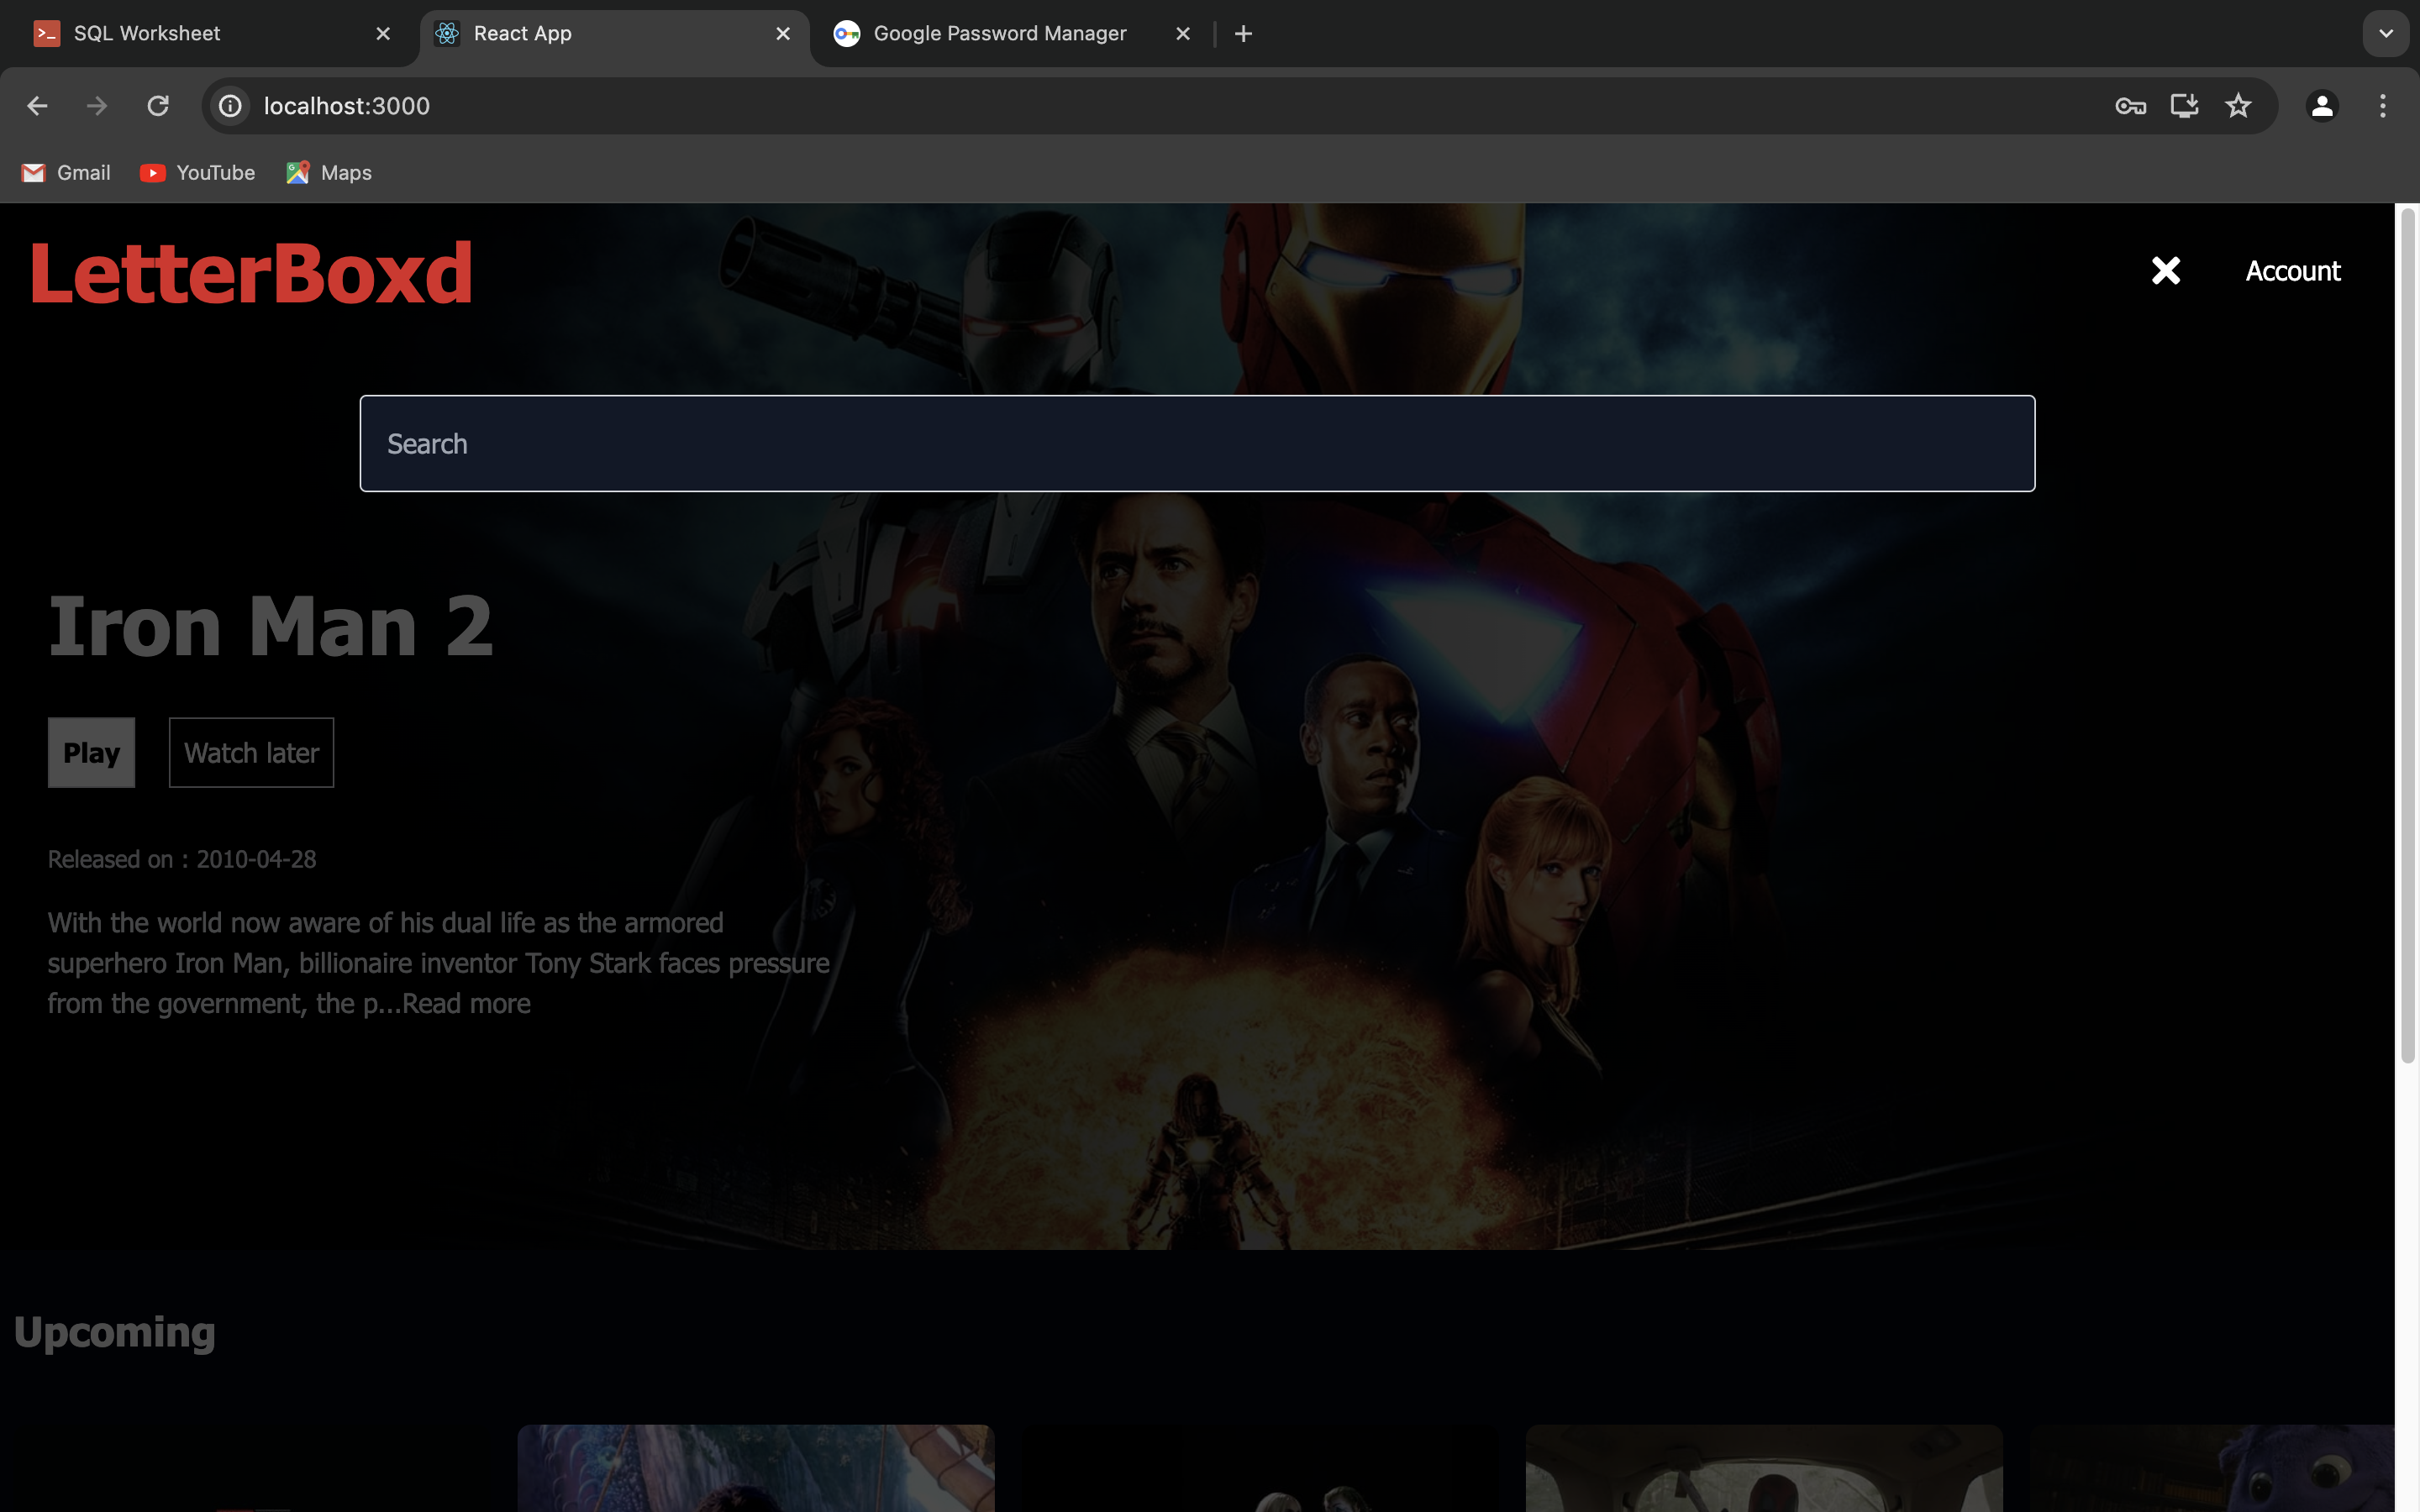 SQL Worksheet
React App
Google Password Manager
localhost:3000
Gmail
YouTube
Maps
LetterBoxd
Account
Search
Iron Man 2
Play
Watch later
Released on : 2010-04-28
With the world now aware of his dual life as the armored
superhero Iron Man, billionaire inventor Tony Stark faces pressure
from the government, the p...Read more
Upcoming